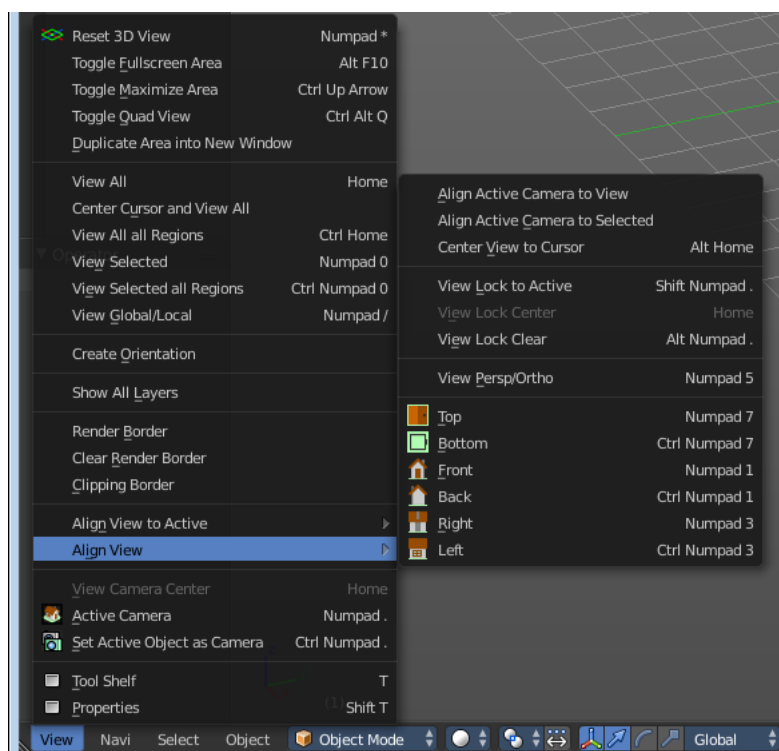 Reset 3D View Numpad *
Toggle Fullscreen Area Alt F10
Toggle Maximize Area Ctrl Up Arrow
Toggle Quad View Ctrl Alt Q
Duplicate Area into New Window
View All Home
Center Cursor and View All
View All all Regions Ctrl Home
View Selected Numpad 0
View Selected all Regions Ctrl Numpad 0
View Global/Local Numpad /
Create Orientation
Show All Layers
Render Border
Clear Render Border
Clipping Border
Align View to Active
Align View
View Camera Center Home
Active Camera Numpad .
Set Active Object as Camera Ctrl Numpad .
Tool Shelf T
Properties Shift T
(1)
Align Active Camera to View
Align Active Camera to Selected
Center View to Cursor Alt Home
View Lock to Active Shift Numpad .
View Lock Center Home
View Lock Clear Alt Numpad .
View Persp/Ortho Numpad 5
Top Numpad 7
Bottom Ctrl Numpad 7
Front Numpad 1
Back Ctrl Numpad 1
Right Numpad 3
Left Ctrl Numpad 3
View Navi Select Object Object Mode Global